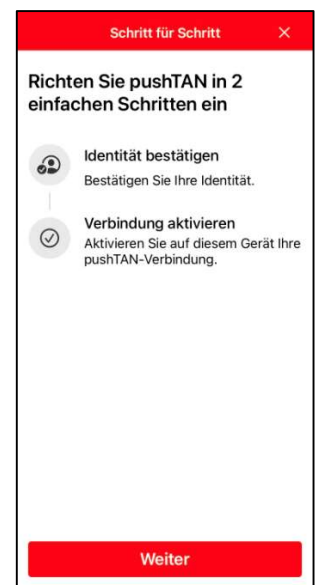 Schritt für Schritt
Richten Sie pushTAN in 2
einfachen Schritten ein
Identität bestätigen
Bestätigen Sie Ihre Identität.
Verbindung aktivieren
Aktivieren Sie auf diesem Gerät Ihre
pushTAN-Verbindung.
Weiter